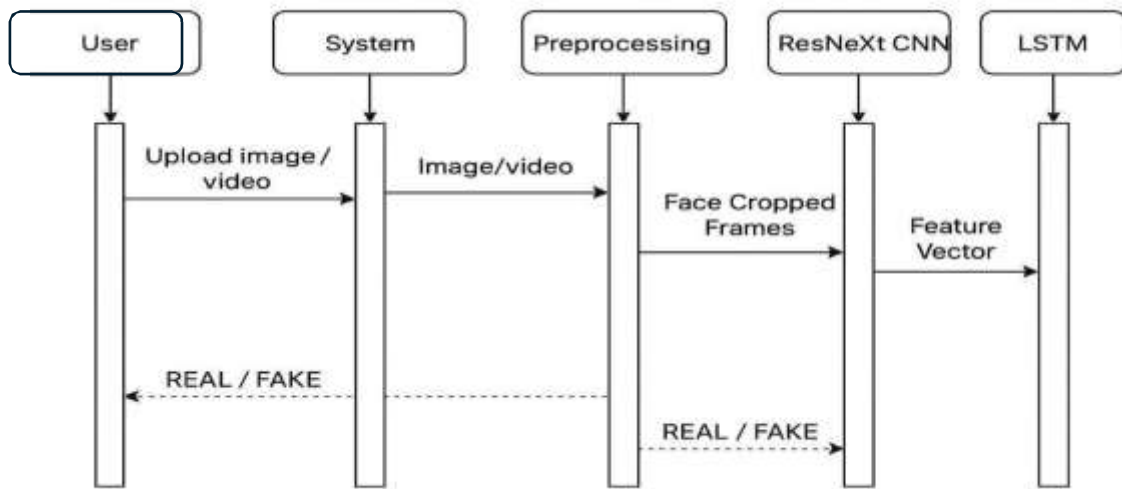 User
System
Preprocessing
ResNeXt CNN
LSTM
Upload image /
video
Image/video
Face Cropped
Frames
Feature
Vector
REAL / FAKE
REAL / FAKE